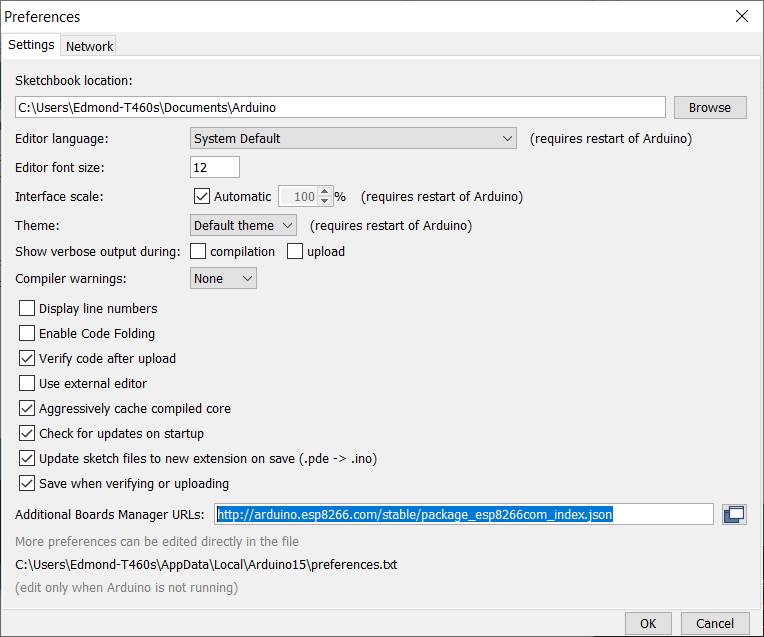 Preferences
Settings Network
Sketchbook location:
C:\Users\Edmond-T460s\Documents\Arduino Browse
Editor language: System Default (requires restart of Arduino)
Editor font size: 12
Interface scale: Automatic 100 % (requires restart of Arduino)
Theme: Default theme (requires restart of Arduino)
Show verbose output during: compilation upload
Compiler warnings: None
Display line numbers
Enable Code Folding
Verify code after upload
Use external editor
Aggressively cache compiled core
Check for updates on startup
Update sketch files to new extension on save (.pde -> .ino)
Save when verifying or uploading
Additional Boards Manager URLs: http://arduino.esp8266.com/stable/package_esp8266com_index.json
More preferences can be edited directly in the file
C:\Users\Edmond-T460s\AppData\Local\Arduino15\preferences.txt
(edit only when Arduino is not running)
OK Cancel